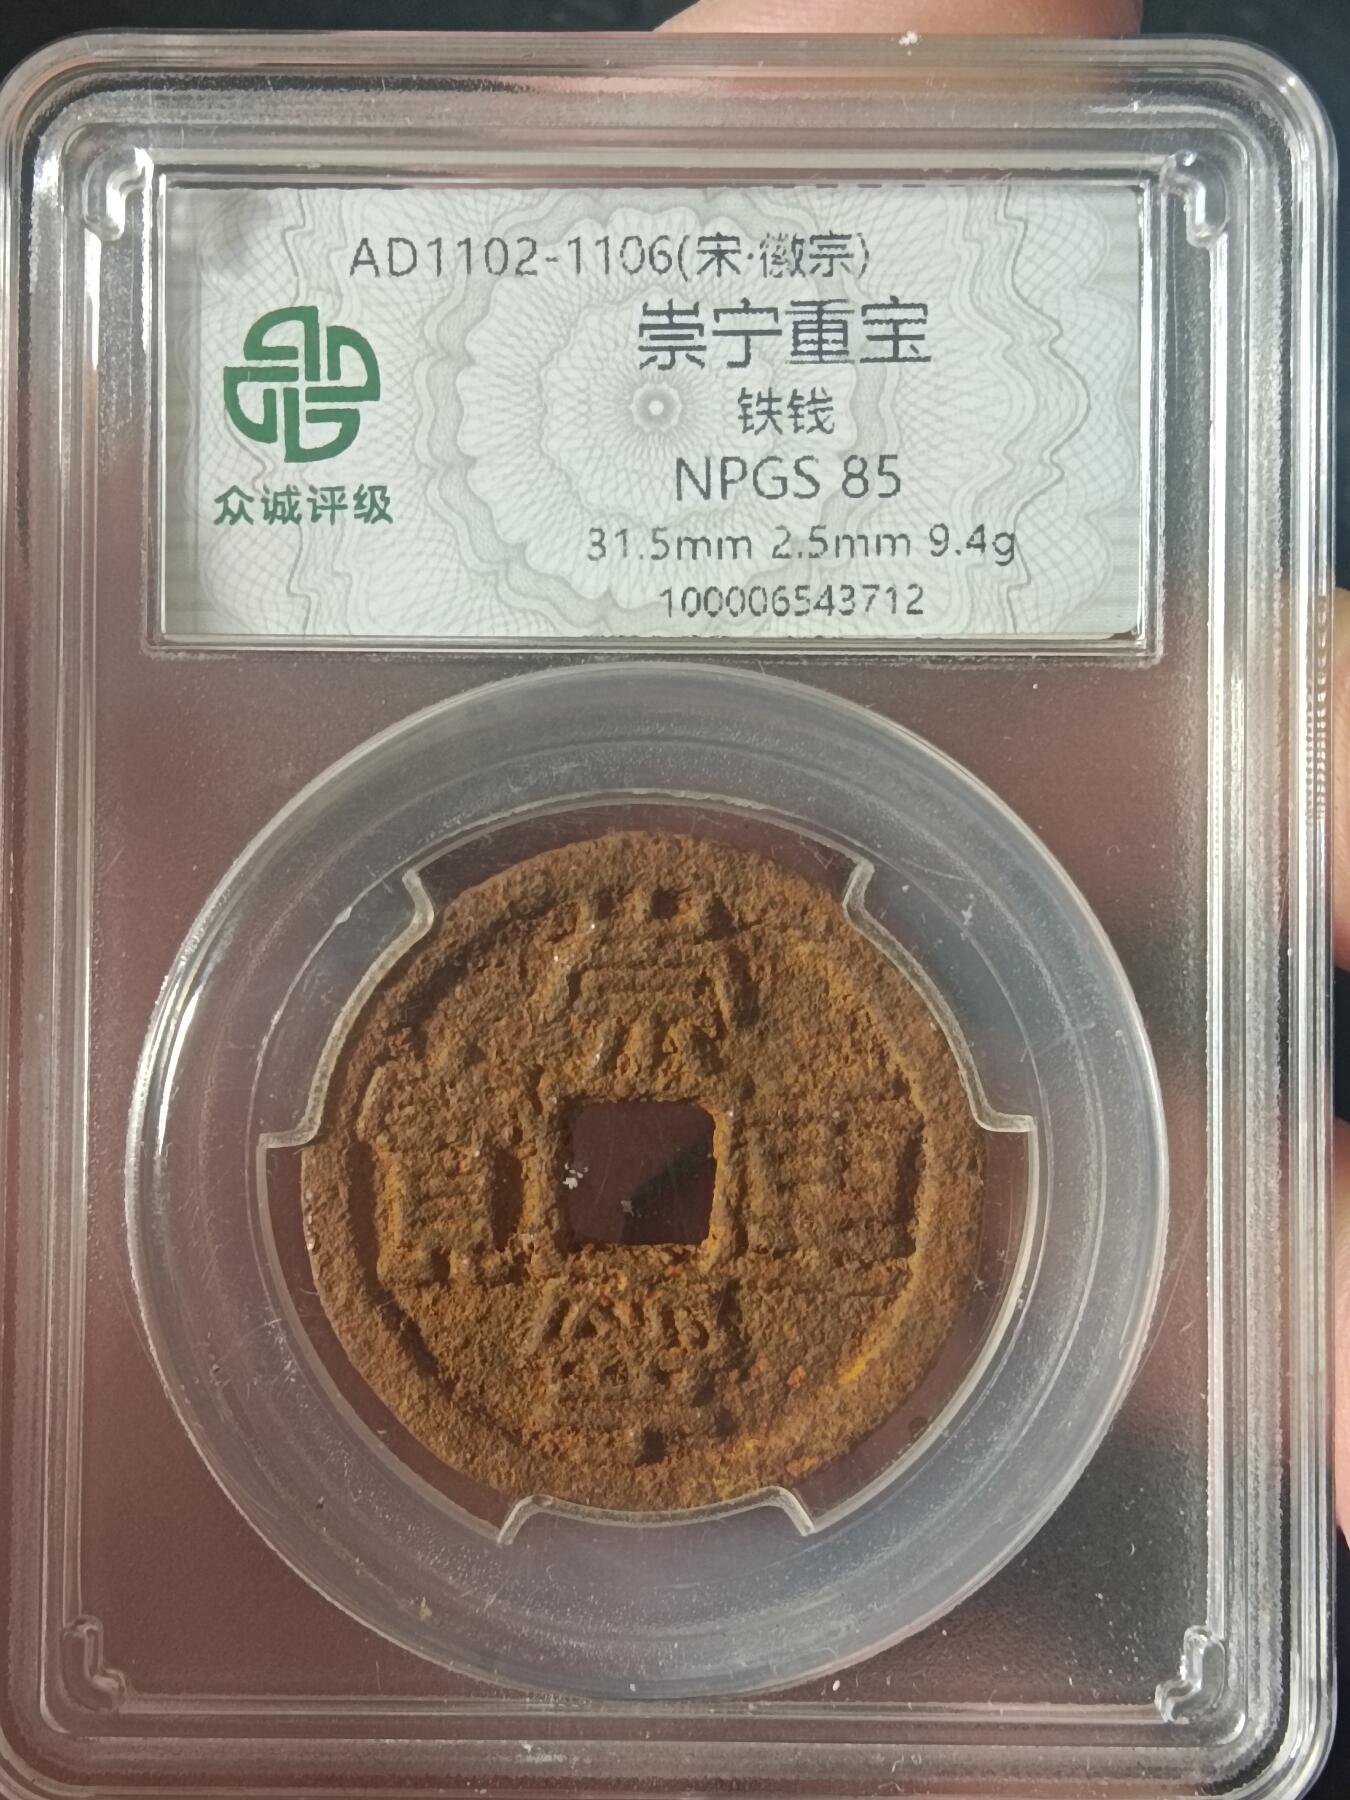 AD1102-1106(宋·徽宗)
崇宁重宝
铁钱
NPGS 85
31.5mm 2.5mm 9.4g
100006543712
众诚评级
崇
寳 重
寧